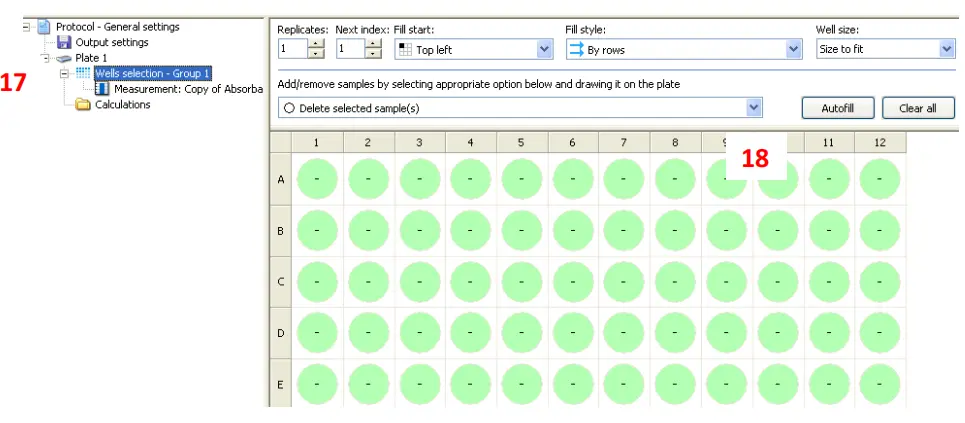 Protocol - General settings
Output settings
Plate 1
Wells selection - Group 1
Measurement: Copy of Absorba
Calculations
17
Replicates: Next index: Fill start: Fill style: Well size:
1 1 Top left By rows Size to fit
Add/remove samples by selecting appropriate option below and drawing it on the plate
Delete selected sample(s) Autofill Clear all
18
1 2 3 4 5 6 7 8 11 12
A - - - - - - - - - - - -
B - - - - - - - - - - - -
C - - - - - - - - - - - -
D - - - - - - - - - - - -
E - - - - - - - - - - - -